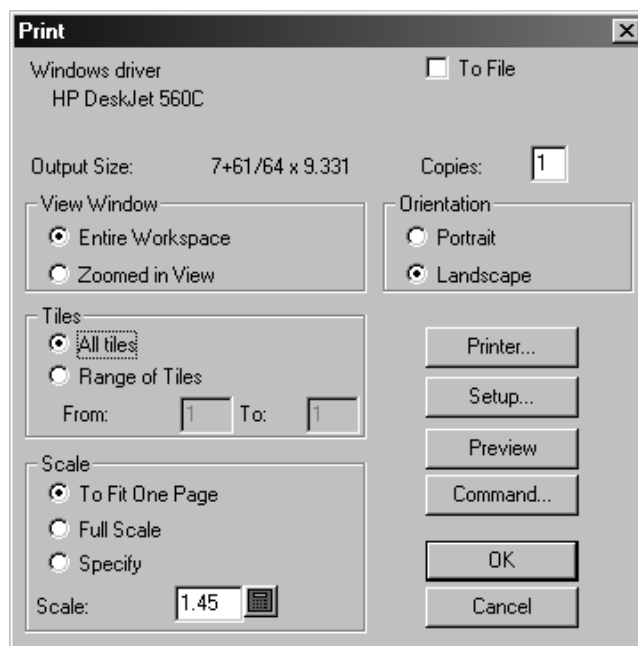 Print
Windows driver
To File
HP DeskJet 560C
Output Size: 7+61/64 x 9.331
Copies: 1
View Window
Entire Workspace
Zoomed in View
Orientation
Portrait
Landscape
Tiles
All tiles
Range of Tiles
From: 1 To: 1
Printer...
Setup...
Preview
Command...
Scale
To Fit One Page
Full Scale
Specify
Scale: 1.45
OK
Cancel